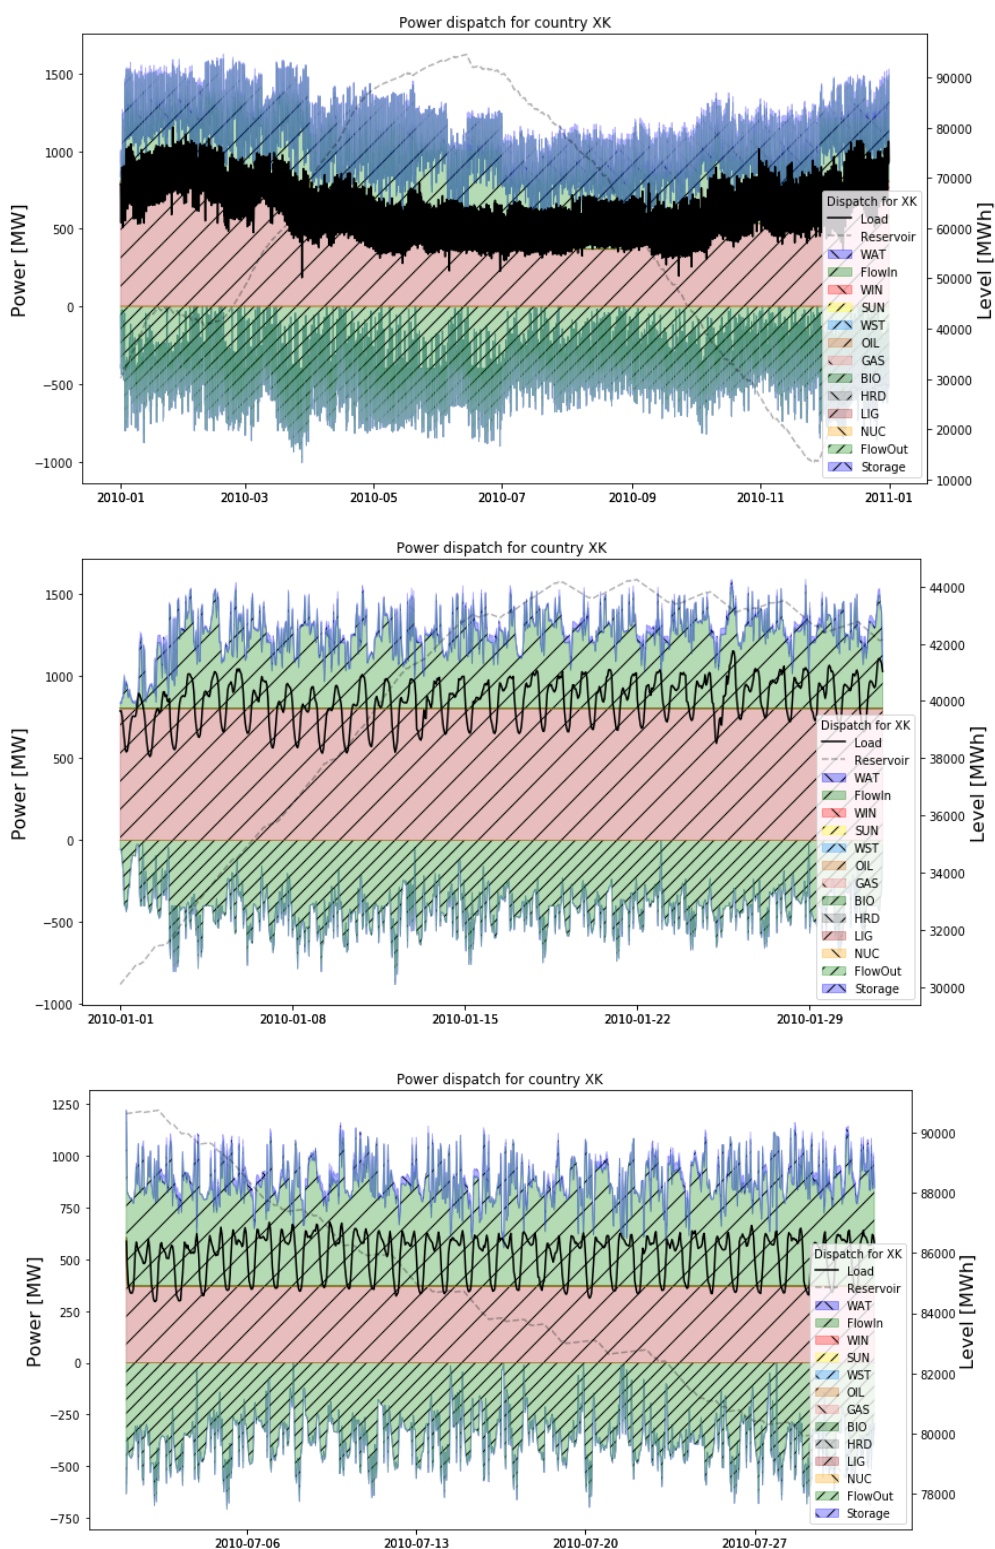 Power dispatch for country XK
Power [MW]
1500
1000
500
0
−500
−1000
90000
80000
70000
60000
50000
40000
30000
20000
10000
Level [MWh]
Dispatch for XK
Load
Reservoir
WAT
FlowIn
WIN
SUN
WST
OIL
GAS
BIO
HRD
LIG
NUC
FlowOut
Storage
2010-01 2010-03 2010-05 2010-07 2010-09 2010-11 2011-01
Power dispatch for country XK
Power [MW]
1500
1000
500
0
−500
−1000
44000
42000
40000
38000
36000
34000
32000
30000
Level [MWh]
Dispatch for XK
Load
Reservoir
WAT
FlowIn
WIN
SUN
WST
OIL
GAS
BIO
HRD
LIG
NUC
FlowOut
Storage
2010-01-01 2010-01-08 2010-01-15 2010-01-22 2010-01-29
Power dispatch for country XK
Power [MW]
1250
1000
750
500
250
0
−250
−500
−750
90000
88000
86000
84000
82000
80000
78000
Level [MWh]
Dispatch for XK
Load
Reservoir
WAT
FlowIn
WIN
SUN
WST
OIL
GAS
BIO
HRD
LIG
NUC
FlowOut
Storage
2010-07-06 2010-07-13 2010-07-20 2010-07-27